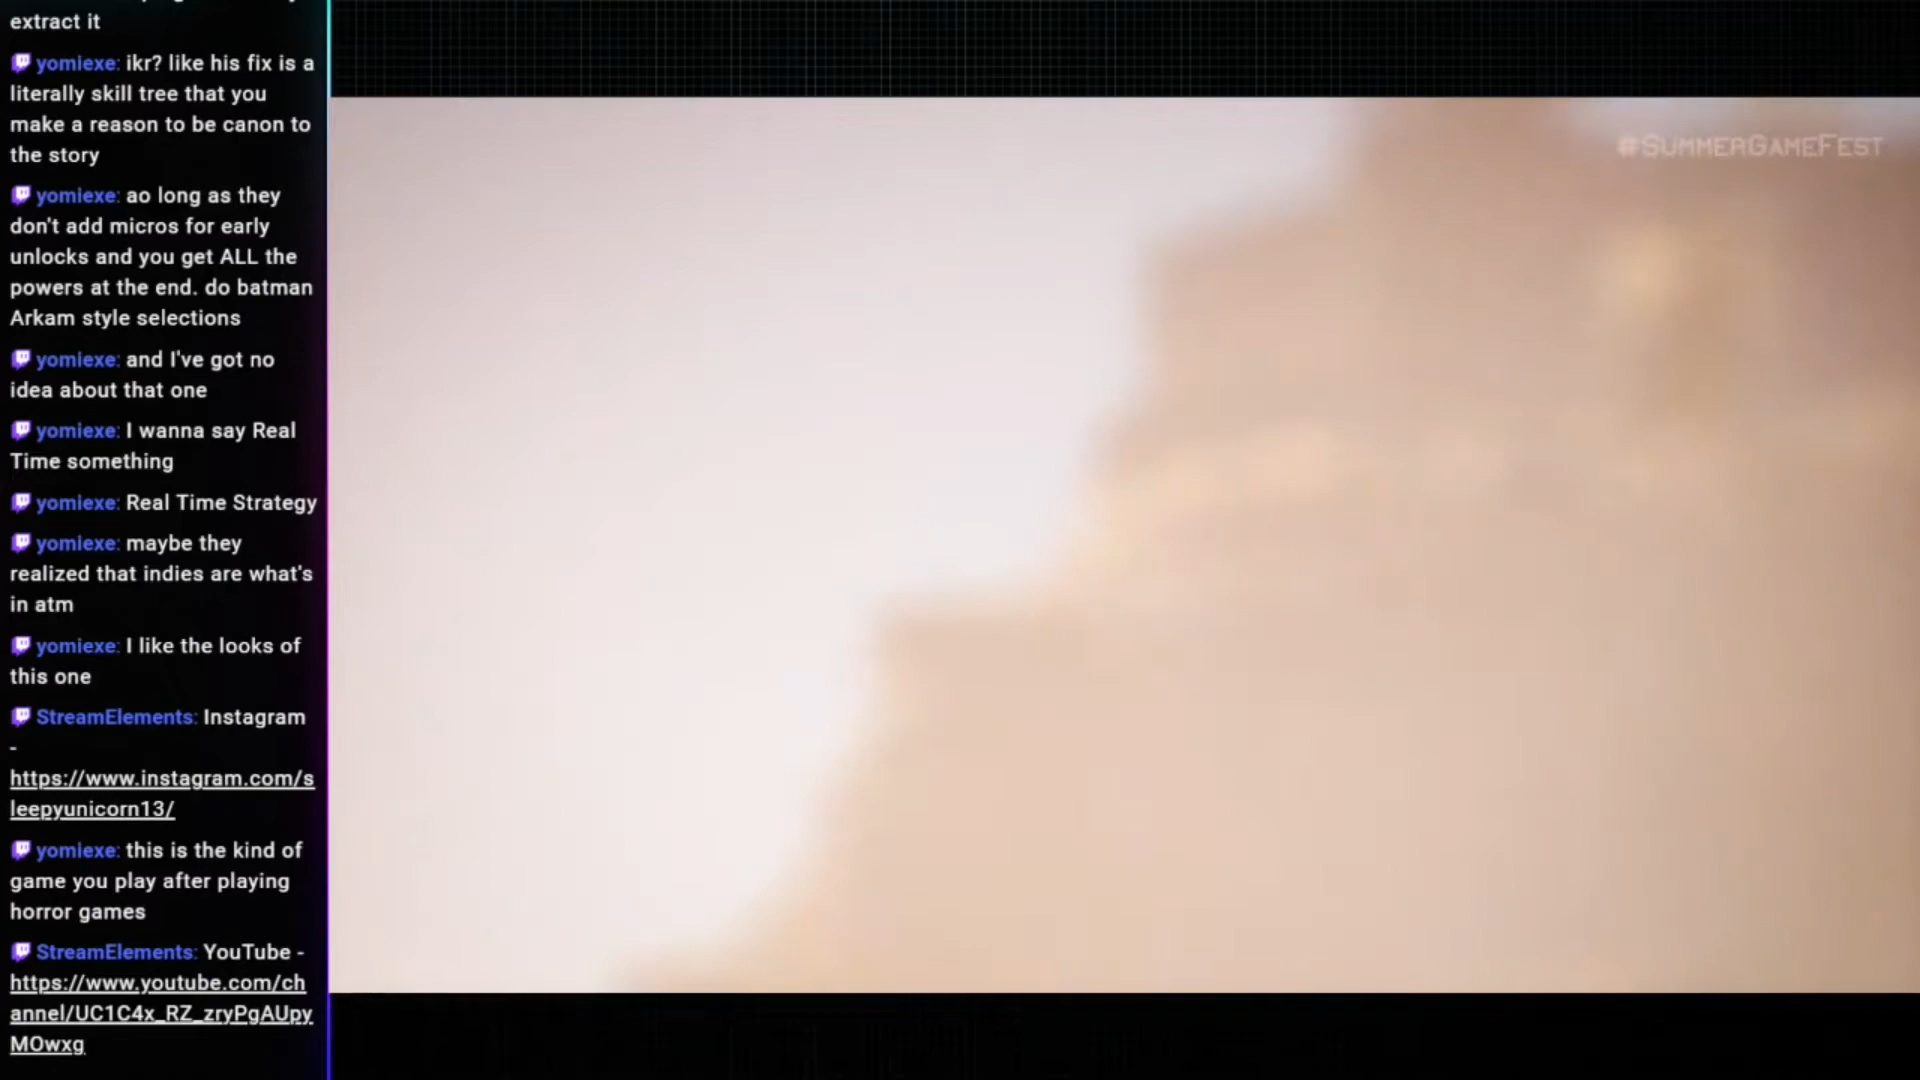 extract it
yomiexe: ikr? like his fix is a
literally skill tree that you
make a reason to be canon to
the story
yomiexe: ao long as they
don't add micros for early
unlocks and you get ALL the
powers at the end. do batman
Arkam style selections
yomiexe: and I've got no
idea about that one
yomiexe: I wanna say Real
Time something
yomiexe: Real Time Strategy
yomiexe: maybe they
realized that indies are what's
in atm
yomiexe: I like the looks of
this one
StreamElements: Instagram
-
https://www.instagram.com/s
leepyunicorn13/
yomiexe: this is the kind of
game you play after playing
horror games
StreamElements: YouTube -
https://www.youtube.com/ch
annel/UC1C4x_RZ_zryPgAUpy
MOwxg
#SummerGameFest